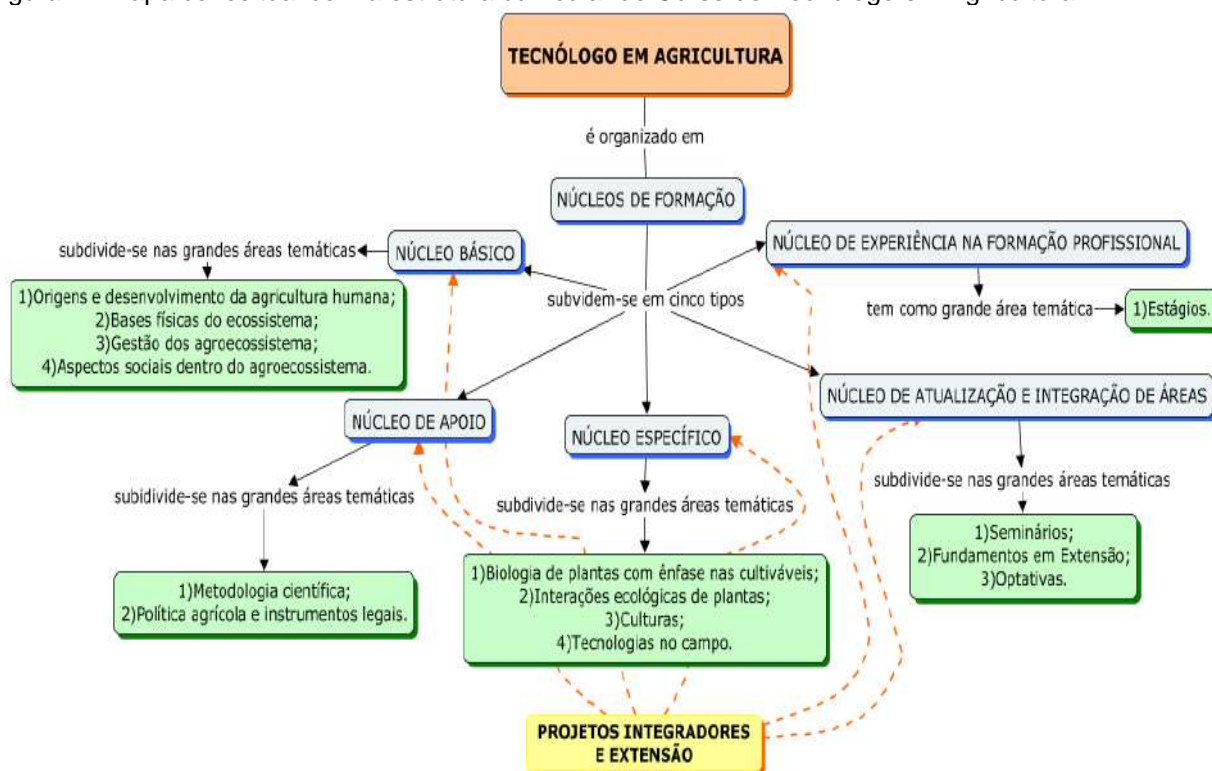 TECNÓLOGO EM AGRICULTURA
é organizado em
NÚCLEOS DE FORMAÇÃO
subvidem-se em cinco tipos
NÚCLEO BÁSICO
subdivide-se nas grandes áreas temáticas
1)Origens e desenvolvimento da agricultura humana;
2)Bases físicas do ecossistema;
3)Gestão dos agroecossistema;
4)Aspectos sociais dentro do agroecossistema.
NÚCLEO DE EXPERIÊNCIA NA FORMAÇÃO PROFISSIONAL
tem como grande área temática
1)Estágios.
NÚCLEO DE APOIO
subidivide-se nas grandes áreas temáticas
1)Metodologia científica;
2)Política agrícola e instrumentos legais.
NÚCLEO ESPECÍFICO
subdivide-se nas grandes áreas temáticas
1)Biologia de plantas com ênfase nas cultiváveis;
2)Interações ecológicas de plantas;
3)Culturas;
4)Tecnologias no campo.
NÚCLEO DE ATUALIZAÇÃO E INTEGRAÇÃO DE ÁREAS
subdivide-se nas grandes áreas temáticas
1)Seminários;
2)Fundamentos em Extensão;
3)Optativas.
PROJETOS INTEGRADORES
E EXTENSÃO